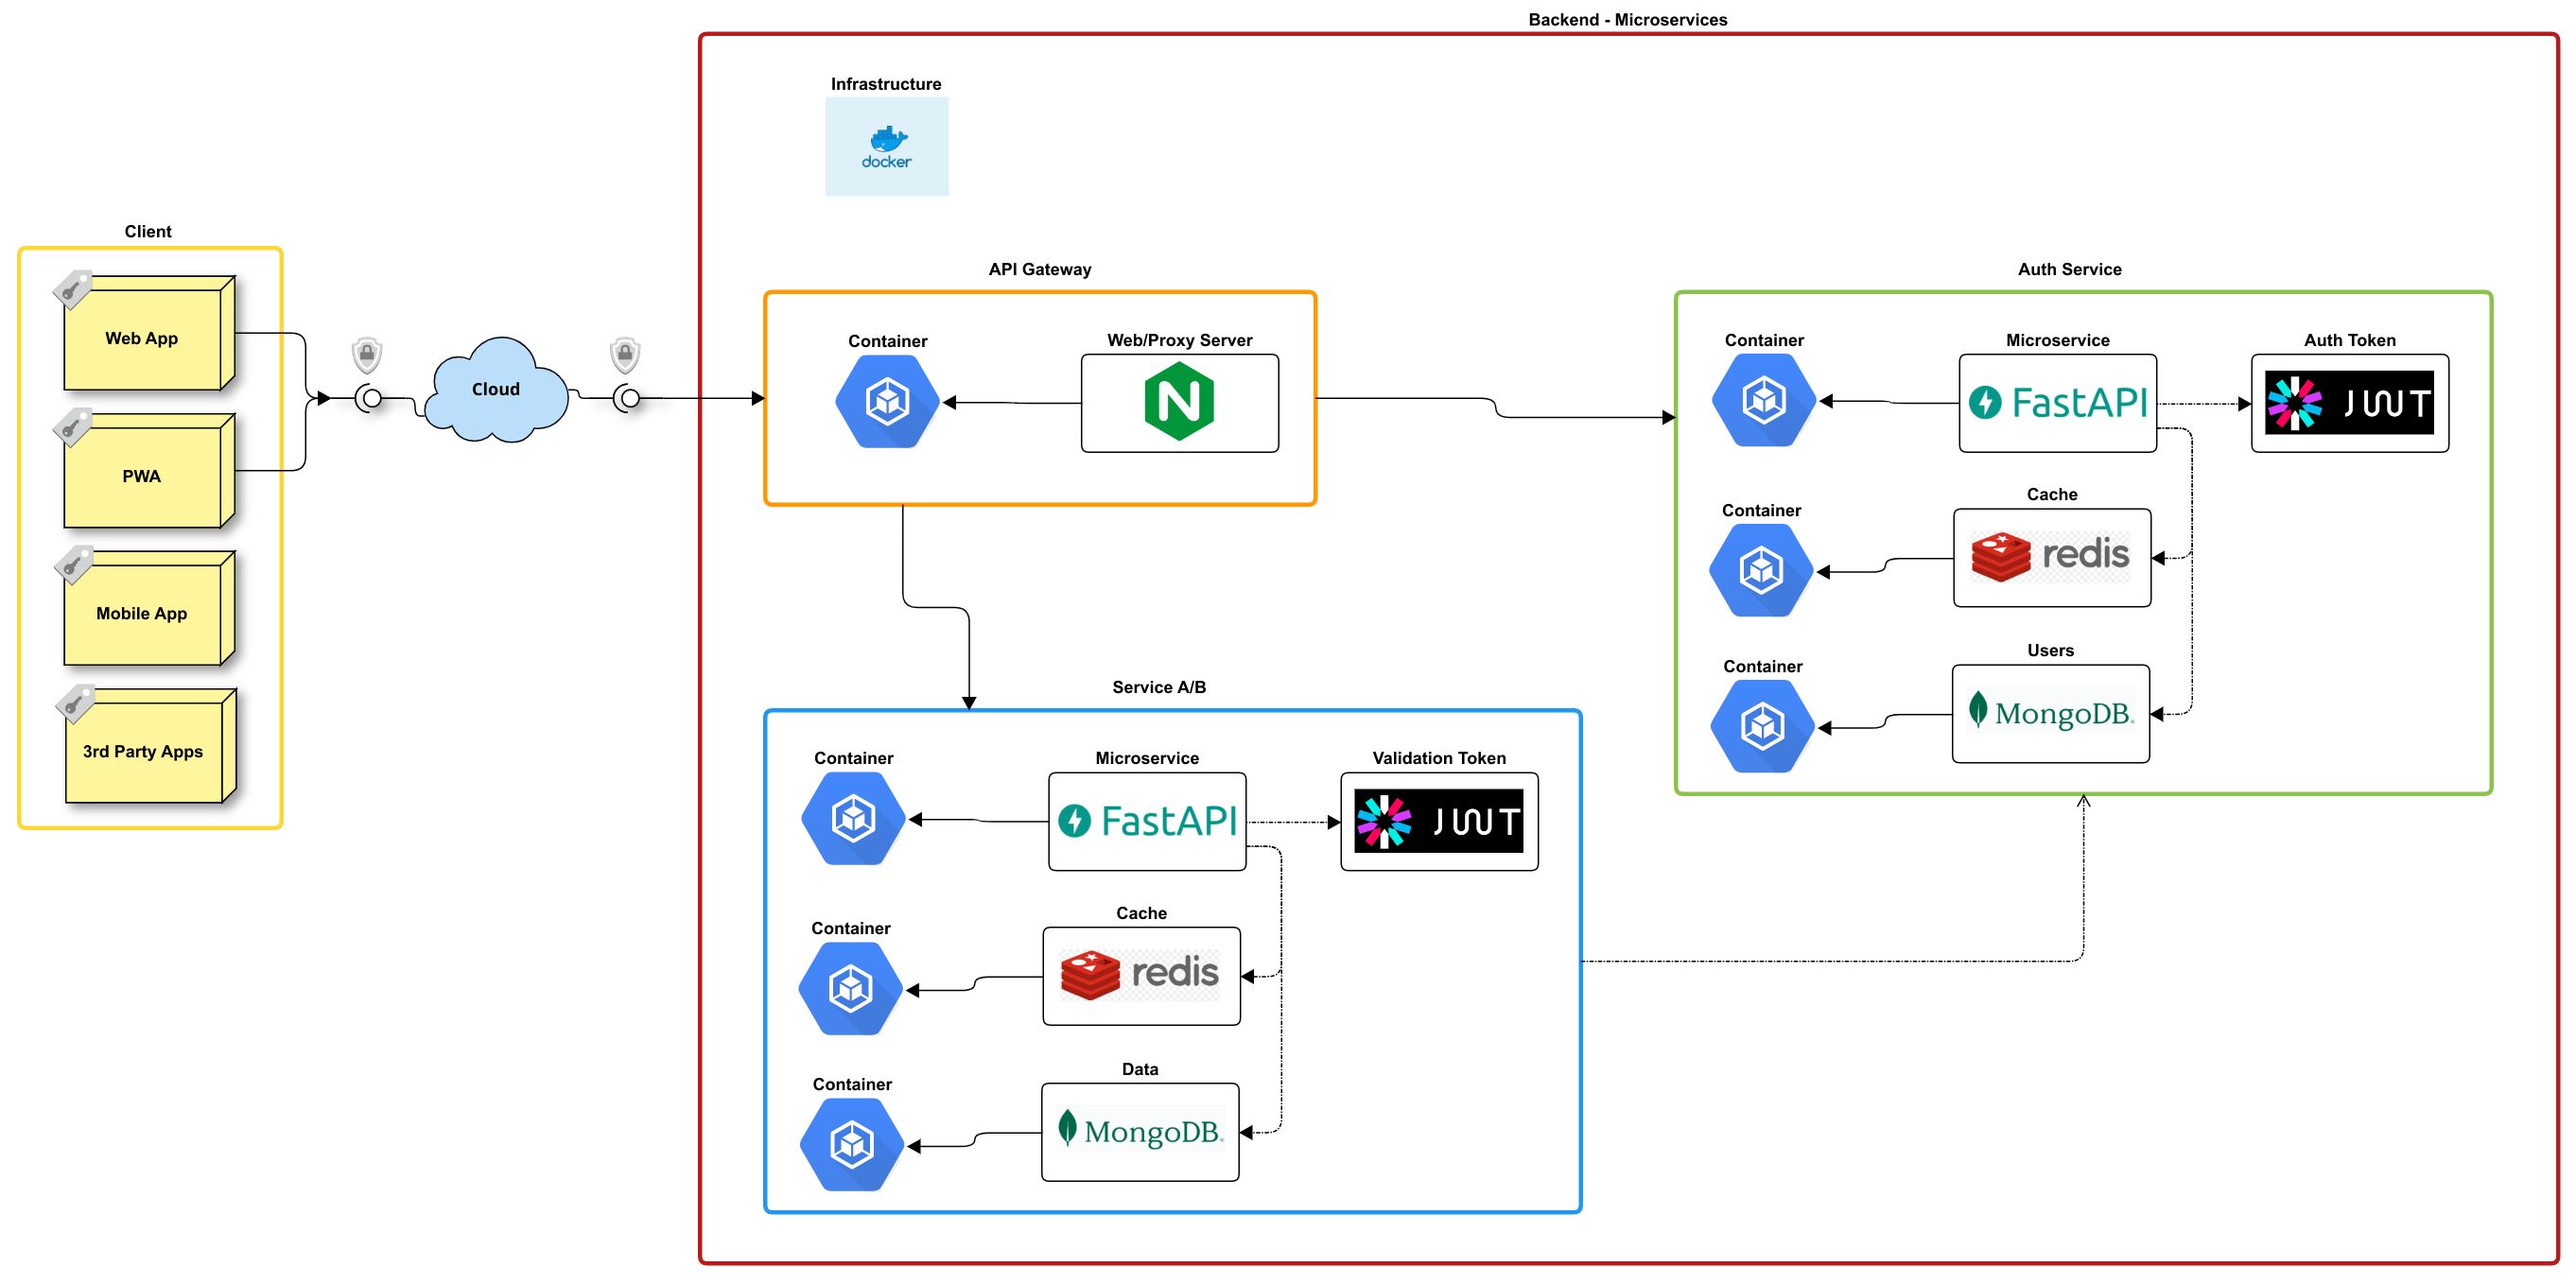 Backend - Microservices
Infrastructure
docker
Client
Web App
PWA
Mobile App
3rd Party Apps
Cloud
API Gateway
Container
Web/Proxy Server
N
Auth Service
Container
Microservice
FastAPI
Auth Token
JWT
Container
Cache
redis
Container
Users
MongoDB.
Service A/B
Container
Microservice
FastAPI
Validation Token
JWT
Container
Cache
redis
Container
Data
MongoDB.